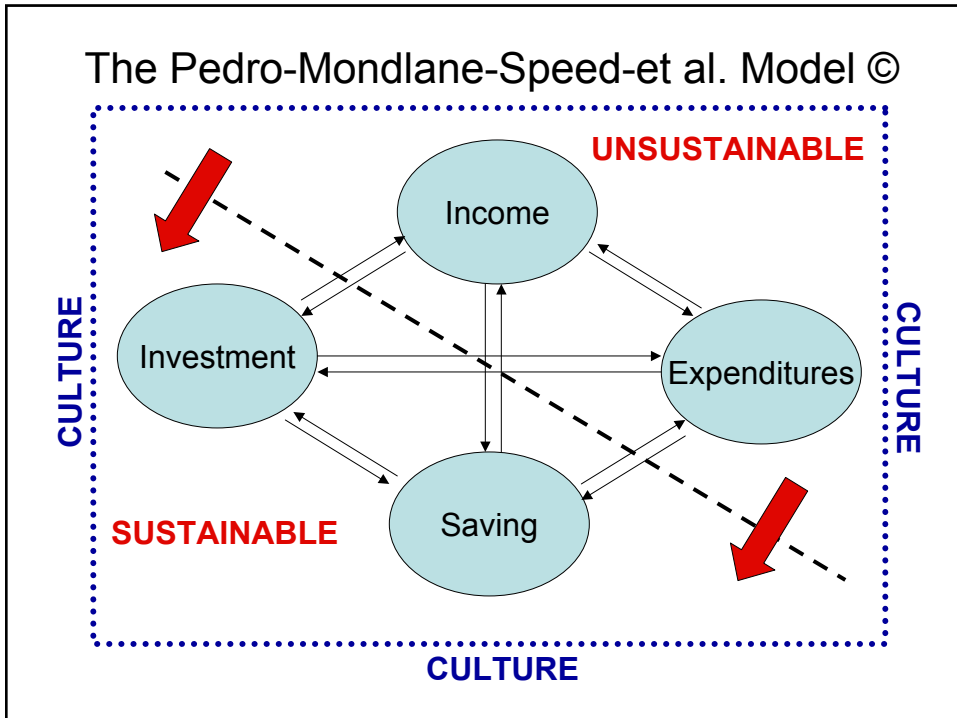 The Pedro-Mondlane-Speed-et al. Model ©
UNSUSTAINABLE
Income
CULTURE
Investment
Expenditures
CULTURE
SUSTAINABLE
Saving
CULTURE